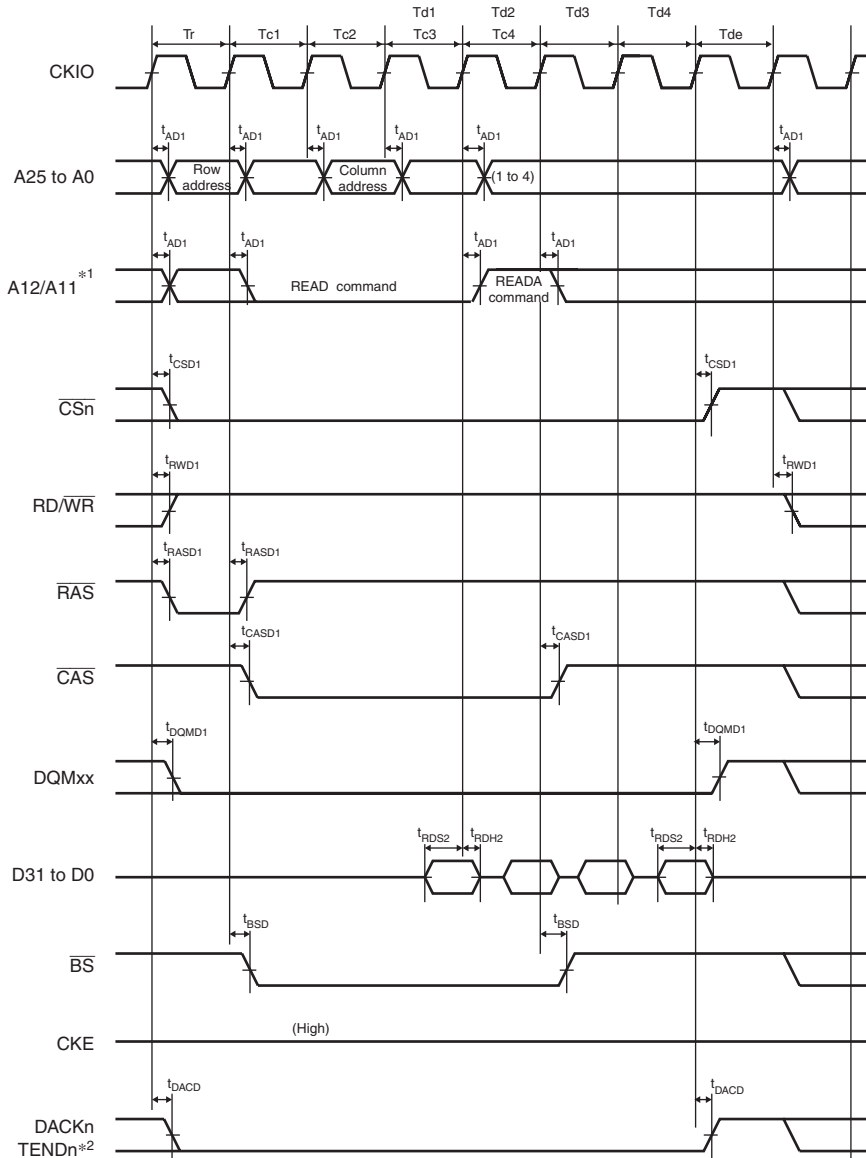 Td1 Td2 Td3 Td4
Tr Tc1 Tc2 Tc3 Tc4 Tde
CKIO
tAD1 tAD1 tAD1 tAD1 tAD1 tAD1
A25 to A0
Row address
Column address
(1 to 4)
tAD1 tAD1 tAD1 tAD1
A12/A11*1
READ command
READA command
tCSD1 tCSD1
CSn
tRWD1 tRWD1
RD/WR
tRASD1 tRASD1
RAS
tCASD1 tCASD1
CAS
tDQMD1 tDQMD1
DQMxx
tRDS2 tRDH2 tRDS2 tRDH2
D31 to D0
tBSD tBSD
BS
(High)
CKE
tDACD tDACD
DACKn
TENDn*2